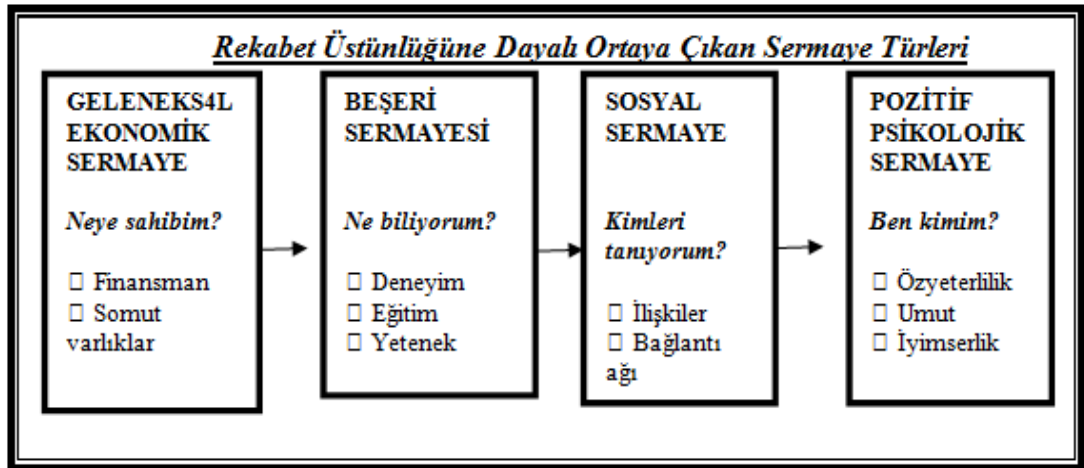 Rekabet Üstünlüğüne Dayalı Ortaya Çıkan Sermaye Türleri
GELENEKS4L
EKONOMİK
SERMAYE
Neye sahibim?
□ Finansman
□ Somut
varlıklar
BEŞERİ
SERMAYESİ
Ne biliyorum?
□ Deneyim
□ Eğitim
□ Yetenek
SOSYAL
SERMAYE
Kimleri
tanıyorum?
□ İlişkiler
□ Bağlantı
ağı
POZİTİF
PSİKOLOJİK
SERMAYE
Ben kimim?
□ Özyeterlilik
□ Umut
□ İyimserlik